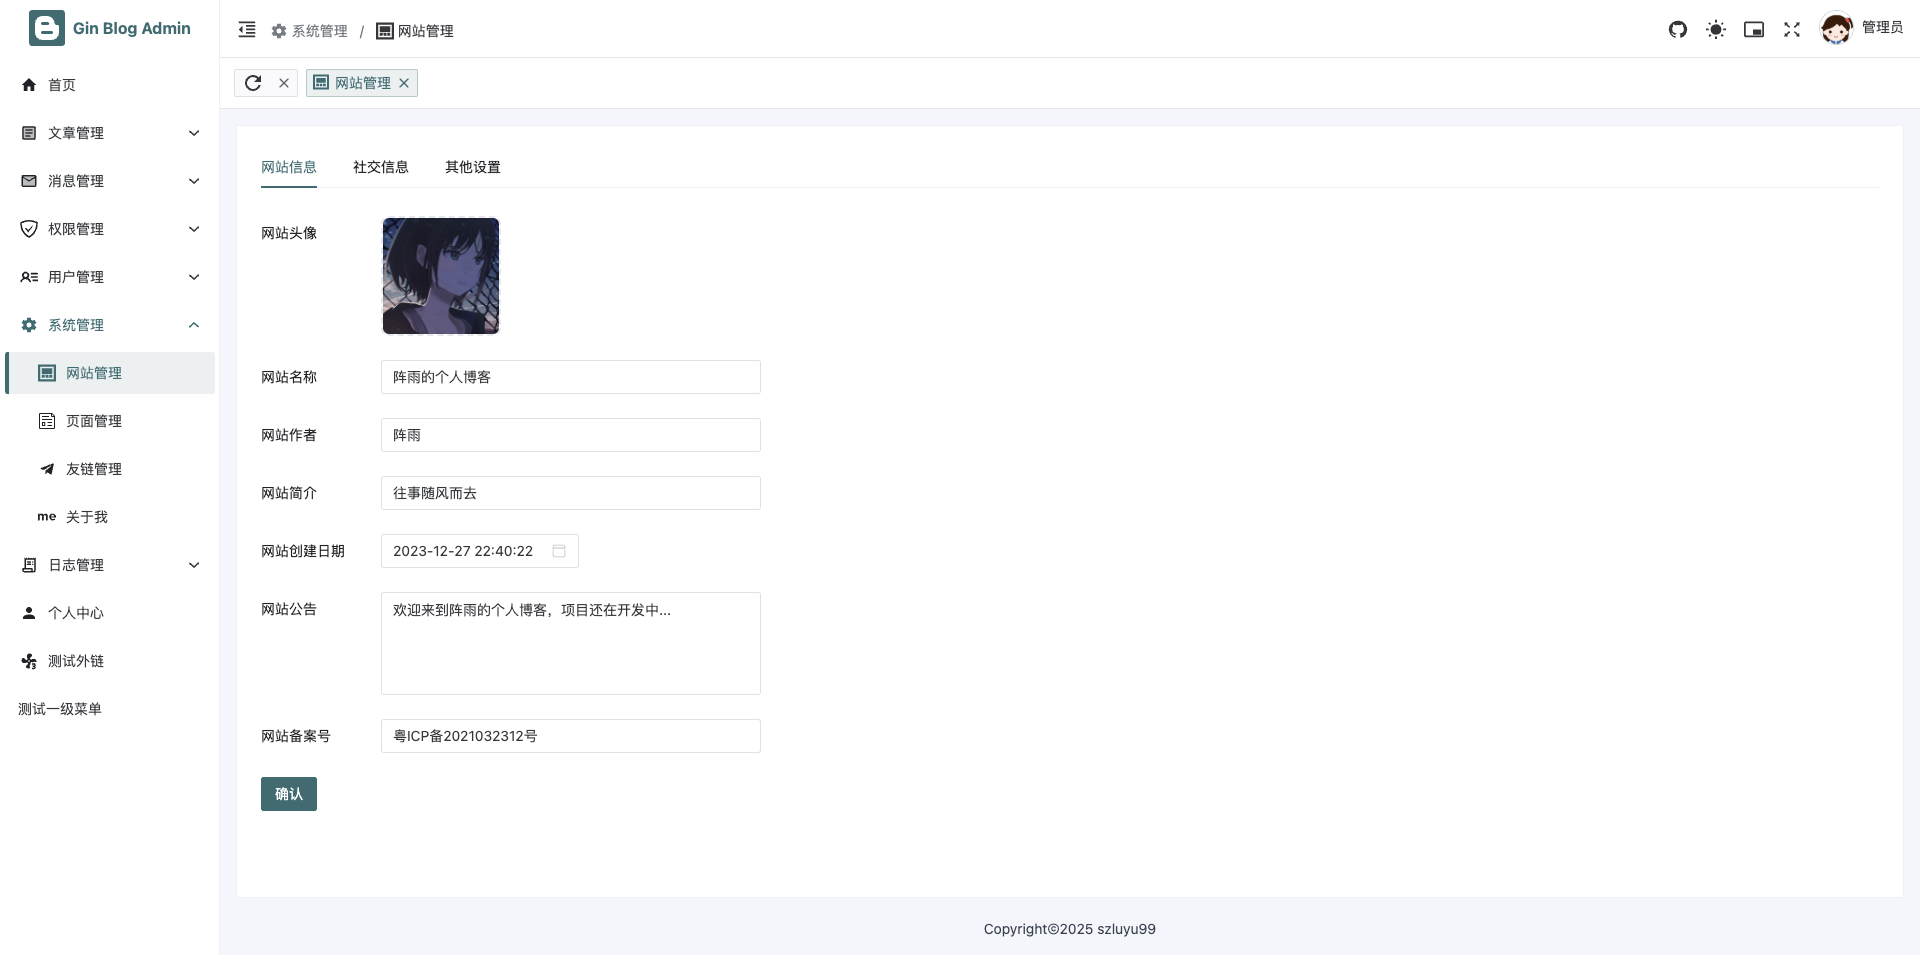 Gin Blog Admin
首页
文章管理
消息管理
权限管理
用户管理
系统管理
网站管理
页面管理
友链管理
me 关于我
日志管理
个人中心
测试外链
测试一级菜单
系统管理 / 网站管理
管理员
网站管理
网站信息 社交信息 其他设置
网站头像
网站名称 阵雨的个人博客
网站作者 阵雨
网站简介 往事随风而去
网站创建日期 2023-12-27 22:40:22
网站公告 欢迎来到阵雨的个人博客，项目还在开发中...
网站备案号 粤ICP备2021032312号
确认
Copyright©2025 szluyu99